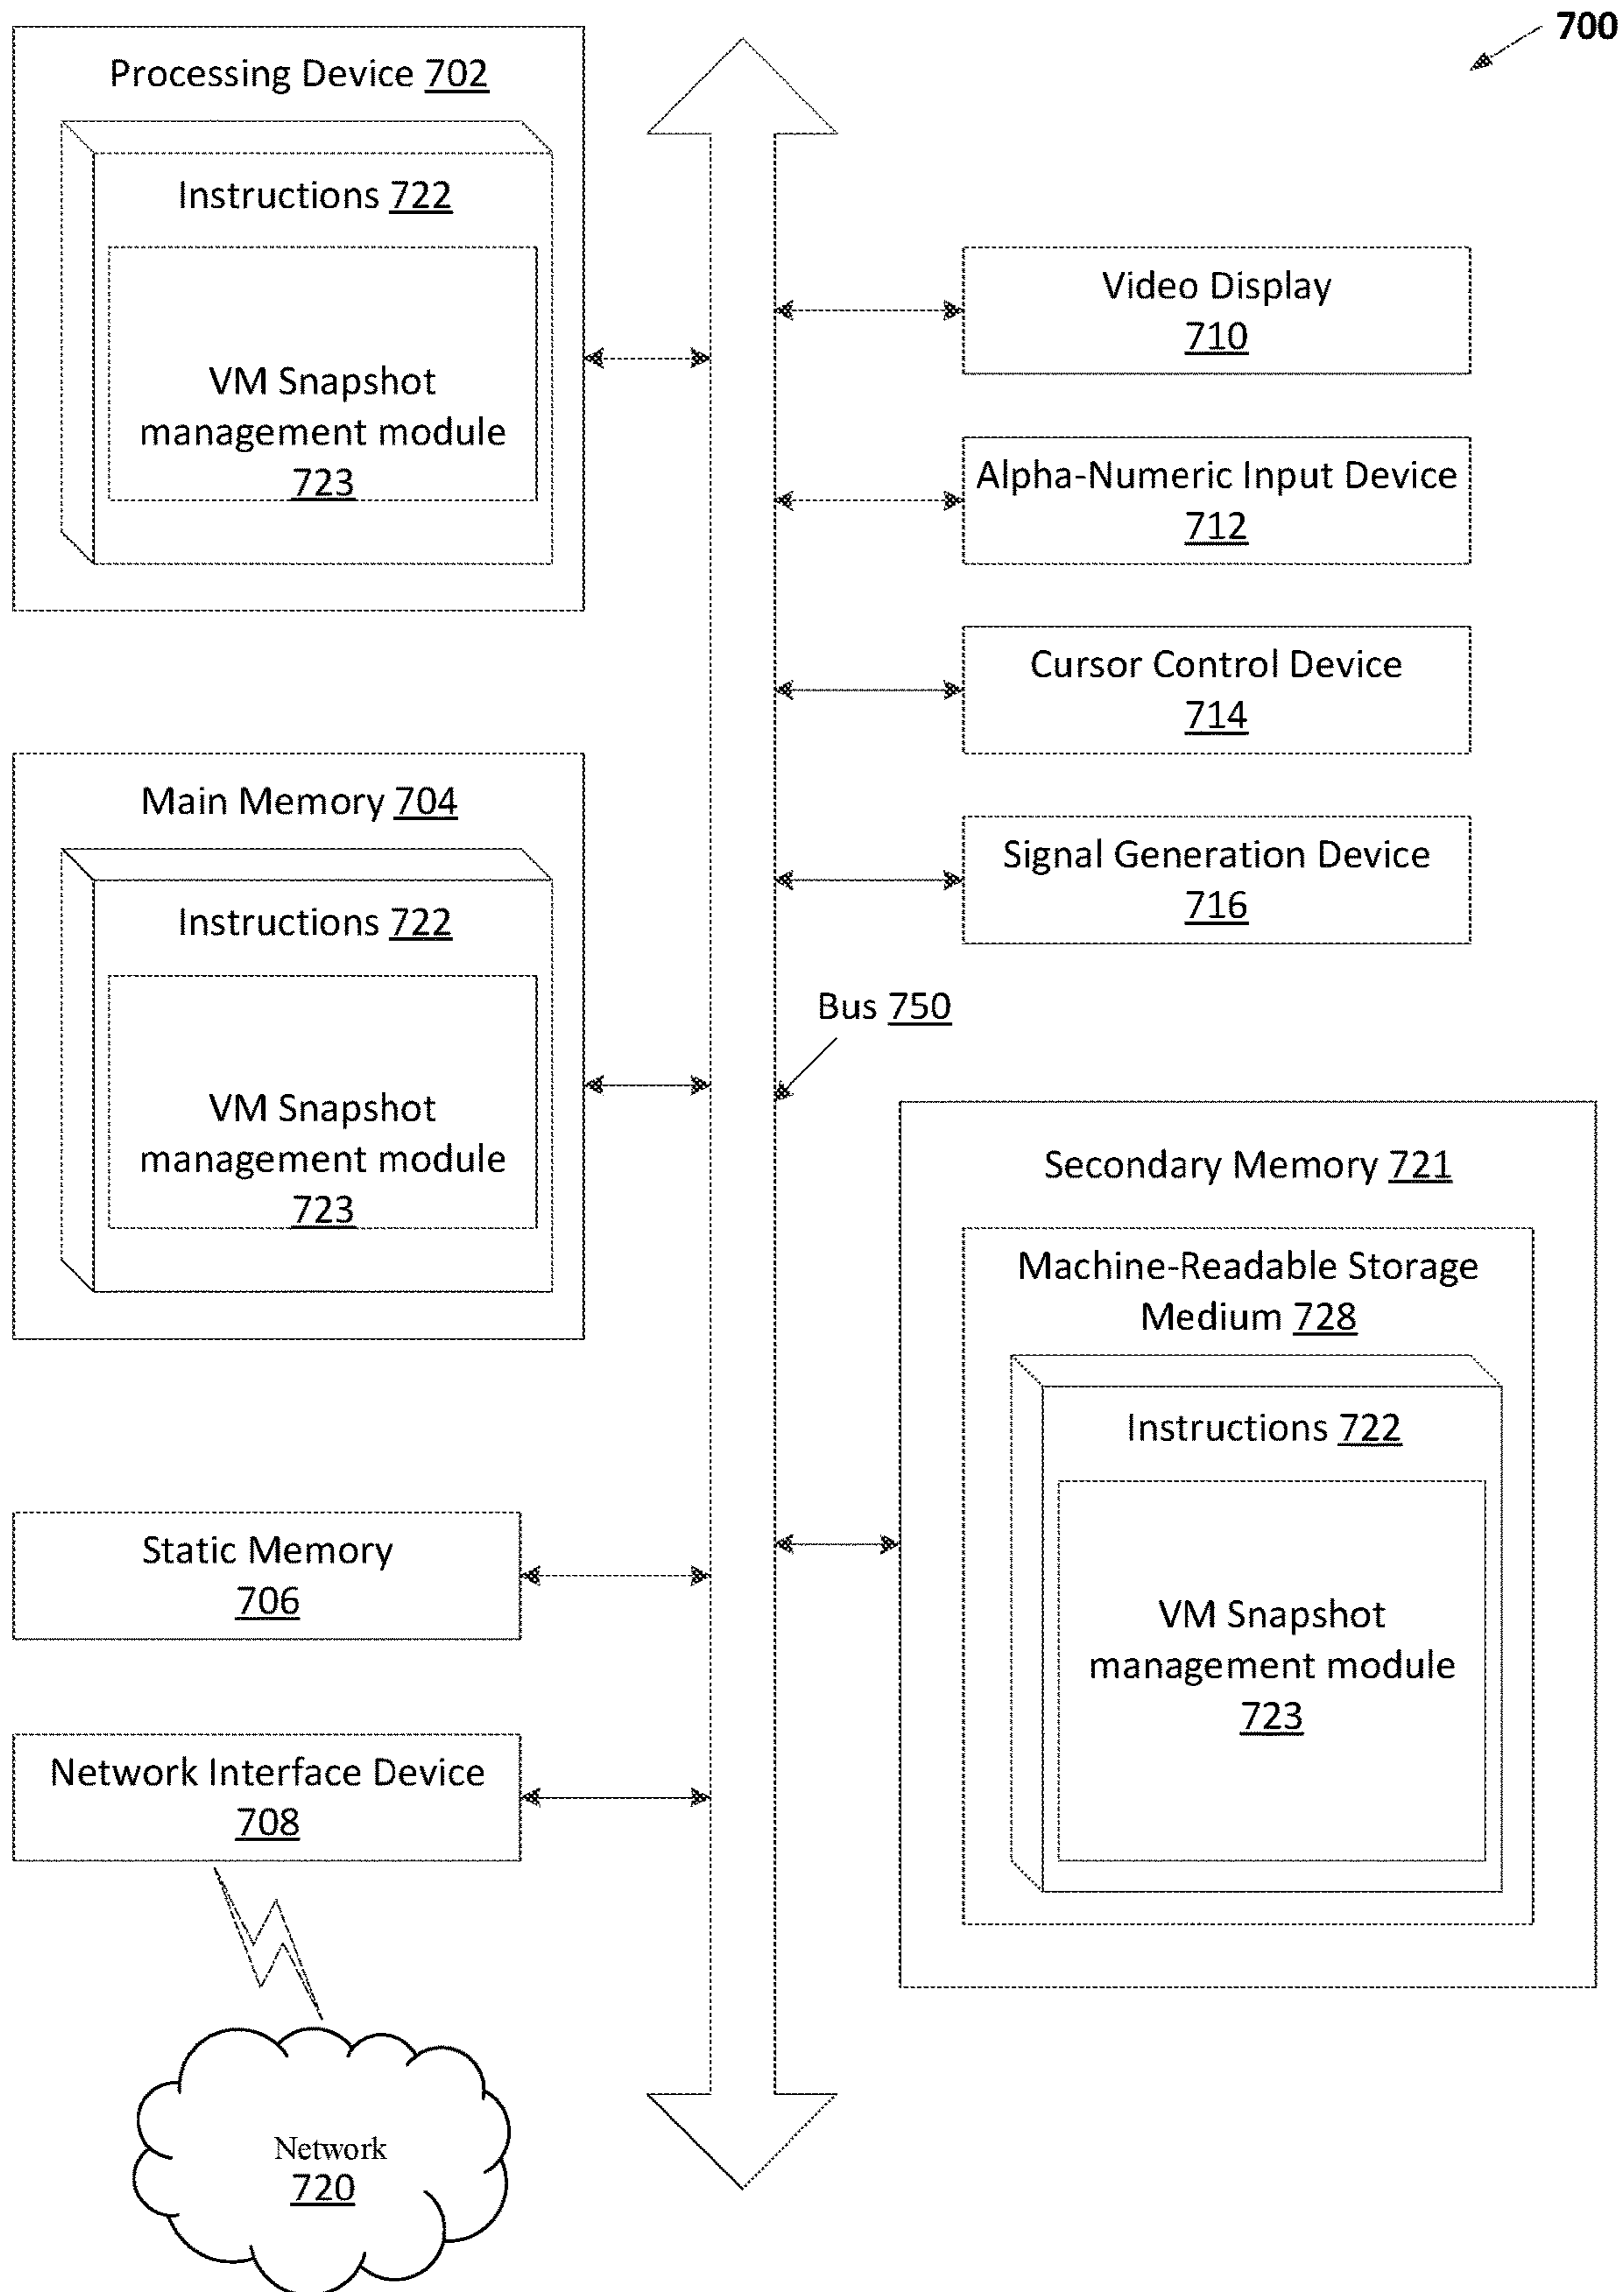 700
Processing Device 702
Instructions 722
VM Snapshot
management module
723
Main Memory 704
Instructions 722
VM Snapshot
management module
723
Static Memory
706
Network Interface Device
708
Network
720
Video Display
710
Alpha-Numeric Input Device
712
Cursor Control Device
714
Signal Generation Device
716
Bus 750
Secondary Memory 721
Machine-Readable Storage
Medium 728
Instructions 722
VM Snapshot
management module
723